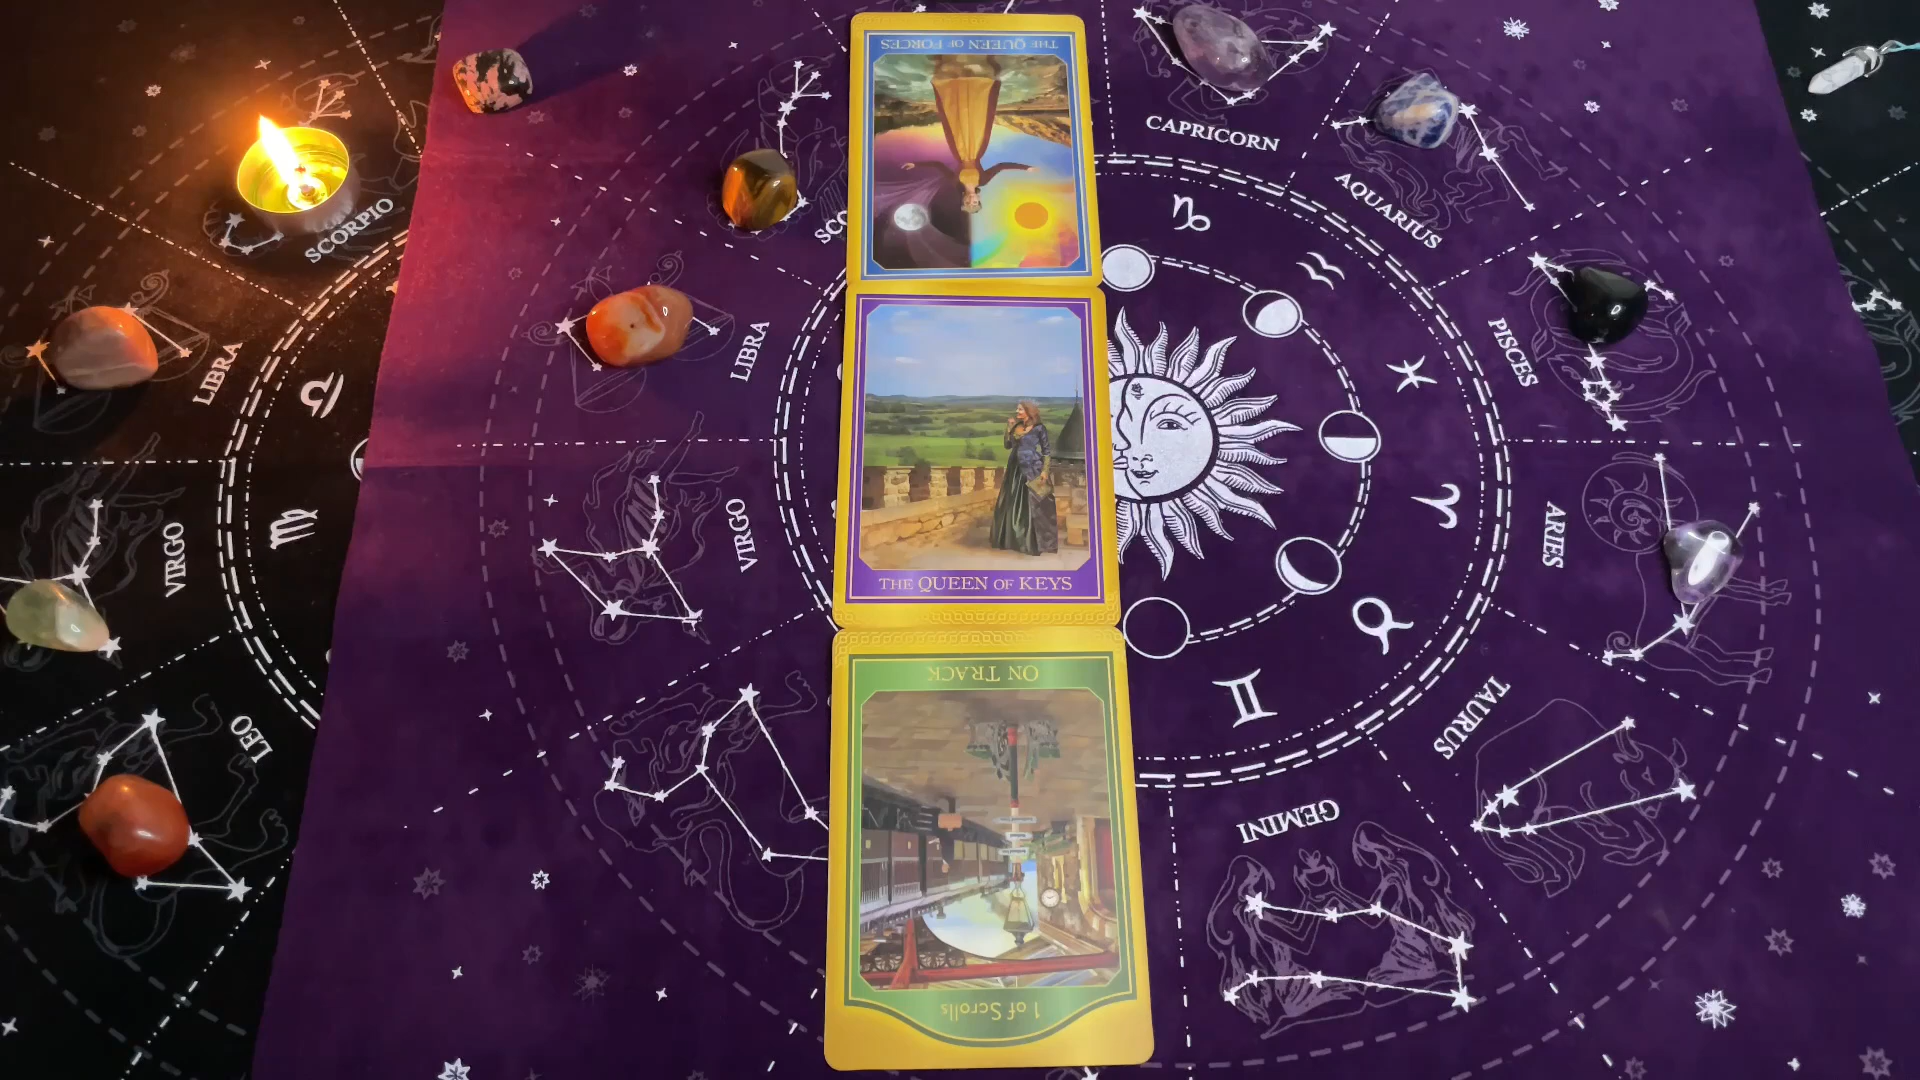 THE QUEEN OF FORCES
CAPRICORN
AQUARIUS
SCORPIO
SCO
LIBRA
LIBRA
PISCES
VIRGO
VIRGO
ARIES
THE QUEEN OF KEYS
ON TRACK
TAURUS
LEO
GEMINI
1 of Scrolls